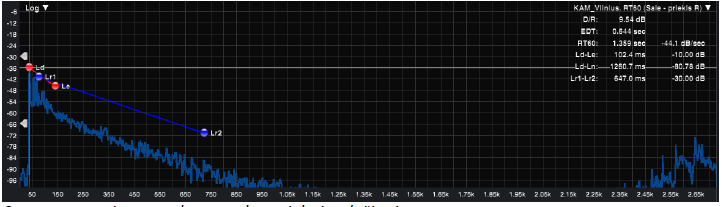 Log ▼
KAM_Vilnius. RT60 (Sale - priekis R) ▼
D/R: 9.54 dB
EDT: 0.844 sec
RT60: 1.359 sec -44.1 dB/sec
Ld-Le: 102.4 ms -10.00 dB
Ld-Ln: 1260.7 ms -80.78 dB
Lr1-Lr2: 647.0 ms -30.00 dB
-6
-12
-18
-24
-30
-36
-42
-48
-54
-60
-66
-72
-78
-84
-90
-96
Ld
Lr1
Le
Lr2
50 150 250 350 450 550 650 750 850 950 1.05k 1.15k 1.25k 1.35k 1.45k 1.55k 1.65k 1.75k 1.85k 1.95k 2.05k 2.15k 2.25k 2.35k 2.45k 2.55k 2.65k